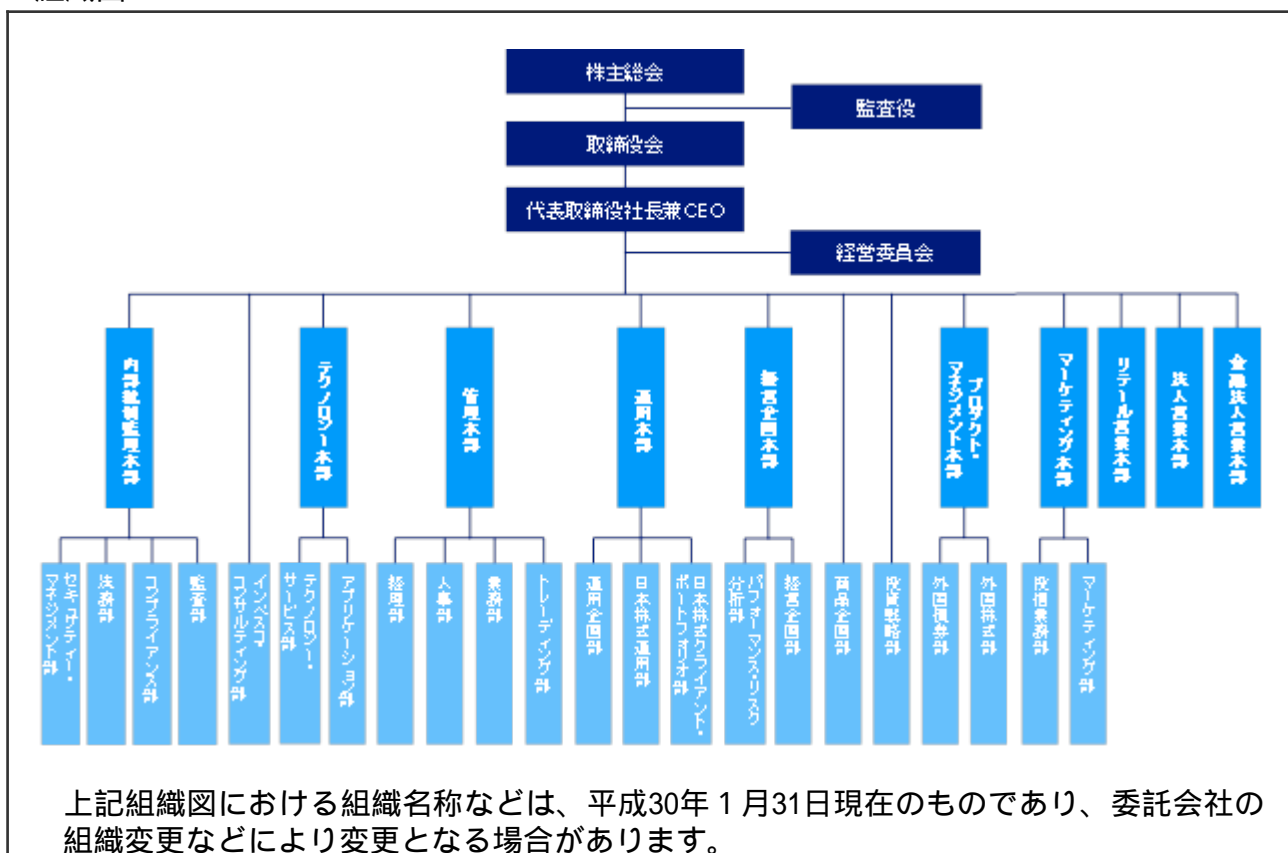 株主総会
監査役
取締役会
代表取締役社長兼CEO
経営委員会
内部統制監理本部
テクノロジー本部
管理本部
運用本部
経営企画本部
プロダクト・
マネジメント本部
マーケティング本部
リテール営業本部
法人営業本部
金融法人営業本部
セキュリティー・
マネジメント部
法務部
コンプライアンス部
監査部
インベスコ・
コンサルティング部
テクノロジー・
サービス部
アプリケーション部
経理部
人事部
業務部
トレーディング部
運用企画部
日本株式運用部
日本株式クライアント・
ポートフォリオ部
パフォーマンス・リスク
分析部
経営企画部
商品企画部
投資戦略部
外国債券部
外国株式部
投信業務部
マーケティング部
上記組織図における組織名称などは、平成30年1月31日現在のものであり、委託会社の
組織変更などにより変更となる場合があります。